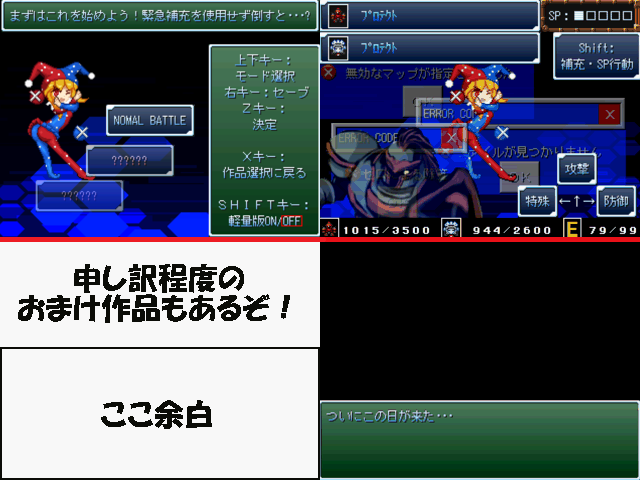 まずはこれを始めよう！緊急補充を使用せず倒すと・・・?
上下キー：
モード選択
右キー：セーブ
Ｚキー：
決定
Ｘキー：
作品選択に戻る
ＳＨＩＦＴキー：
軽量版ON/OFF
NOMAL BATTLE
??????
??????
プロテクト
プロテクト
SP:
Shift:
補充・SP行動
無効なマップが指定
ERROR COD
ERROR CODE
イルが見つかりません
OK
攻撃
特殊
←↑→
防御
1015/3500
944/2600
E
79/99
申し訳程度の
おまけ作品もあるぞ！
ここ余白
ついにこの日が来た・・・